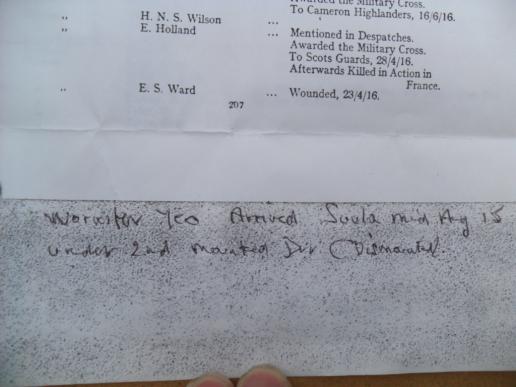 Awarded the Military Cross.
To Cameron Highlanders, 16/6/16.
" H. N. S. Wilson ...
" E. Holland ... Mentioned in Despatches.
Awarded the Military Cross.
To Scots Guards, 28/4/16.
Afterwards Killed in Action in
France.
" E. S. Ward ... Wounded, 23/4/16.
207
Worcester Yeo Arrived Suvla mid Aug 15
under 2nd Mounted Div (Dismounted.